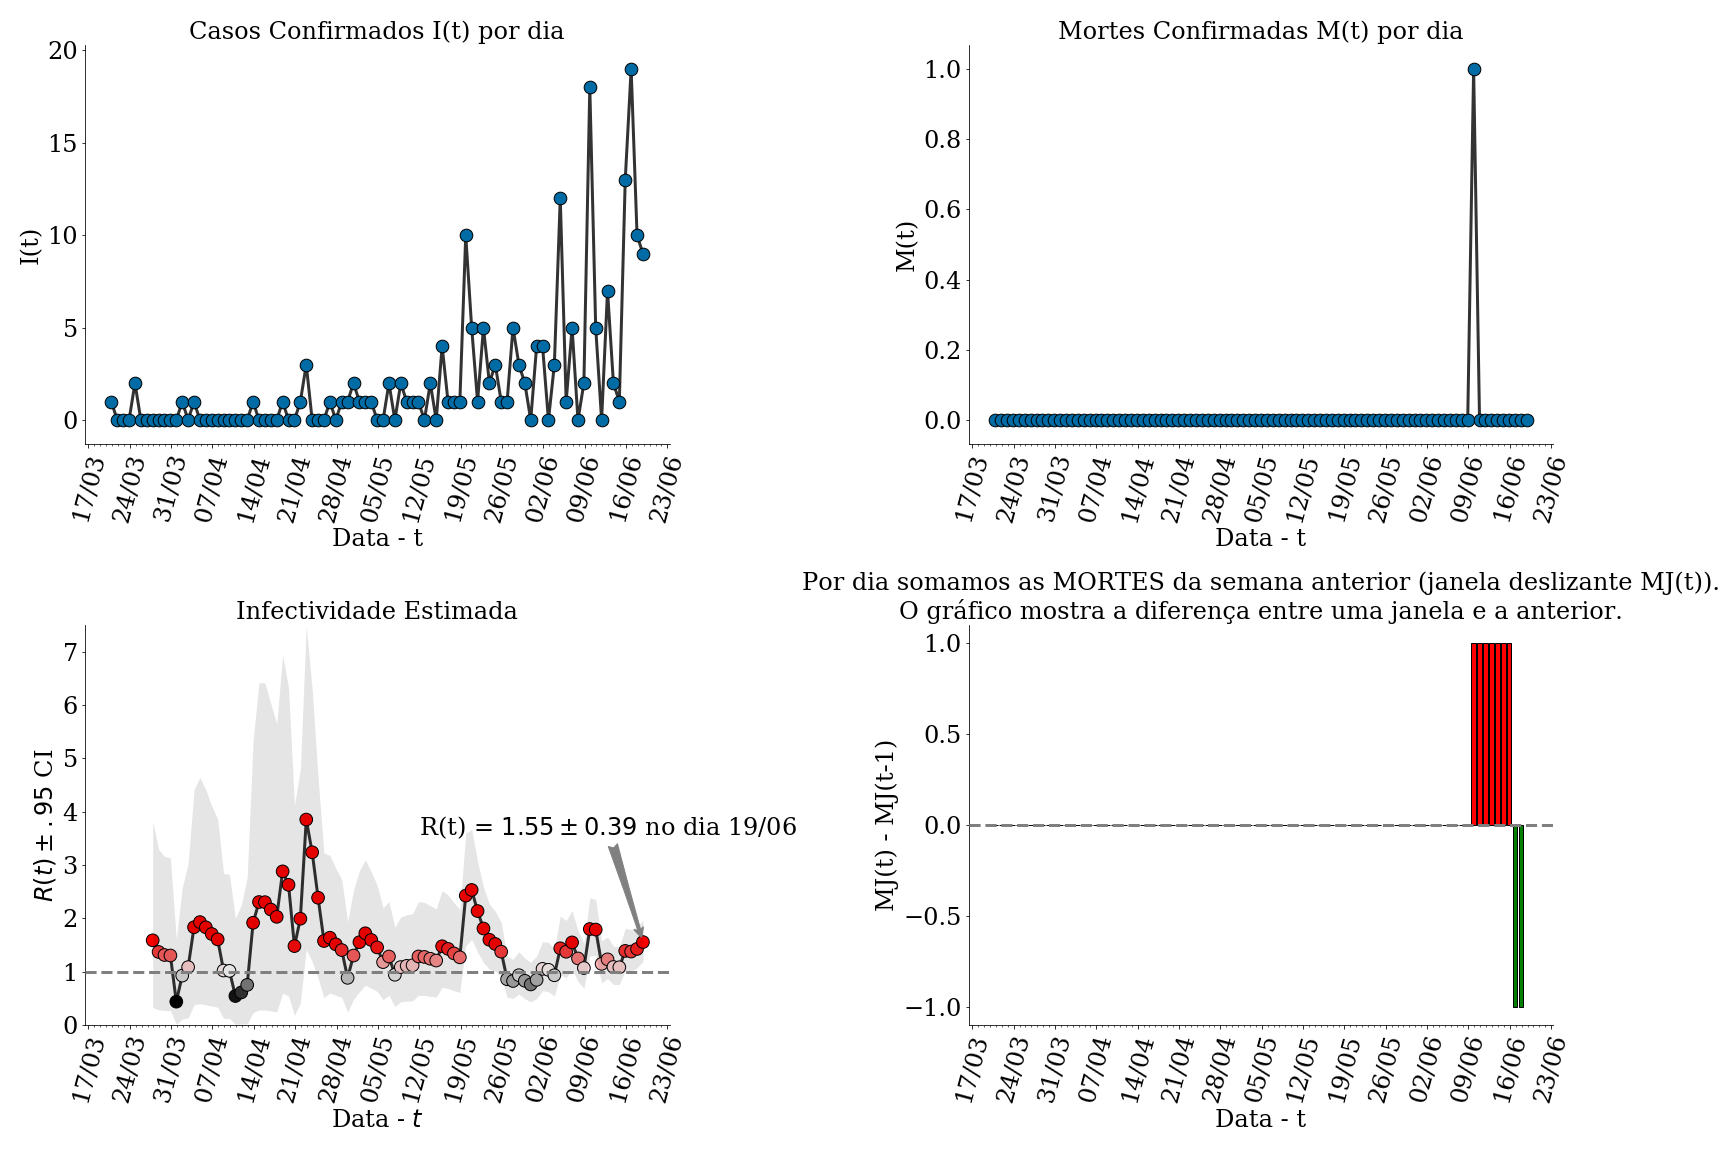 Casos Confirmados I(t) por dia
I(t)
20
15
10
5
0
17/03 24/03 31/03 07/04 14/04 21/04 28/04 05/05 12/05 19/05 26/05 02/06 09/06 16/06 23/06
Data - t
Mortes Confirmadas M(t) por dia
M(t)
1.0
0.8
0.6
0.4
0.2
0.0
17/03 24/03 31/03 07/04 14/04 21/04 28/04 05/05 12/05 19/05 26/05 02/06 09/06 16/06 23/06
Data - t
Infectividade Estimada
R(t) ± .95 CI
7
6
5
4
3
2
1
0
R(t) = 1.55 ± 0.39 no dia 19/06
17/03 24/03 31/03 07/04 14/04 21/04 28/04 05/05 12/05 19/05 26/05 02/06 09/06 16/06 23/06
Data - t
Por dia somamos as MORTES da semana anterior (janela deslizante MJ(t)).
O gráfico mostra a diferença entre uma janela e a anterior.
MJ(t) - MJ(t-1)
1.0
0.5
0.0
−0.5
−1.0
17/03 24/03 31/03 07/04 14/04 21/04 28/04 05/05 12/05 19/05 26/05 02/06 09/06 16/06 23/06
Data - t